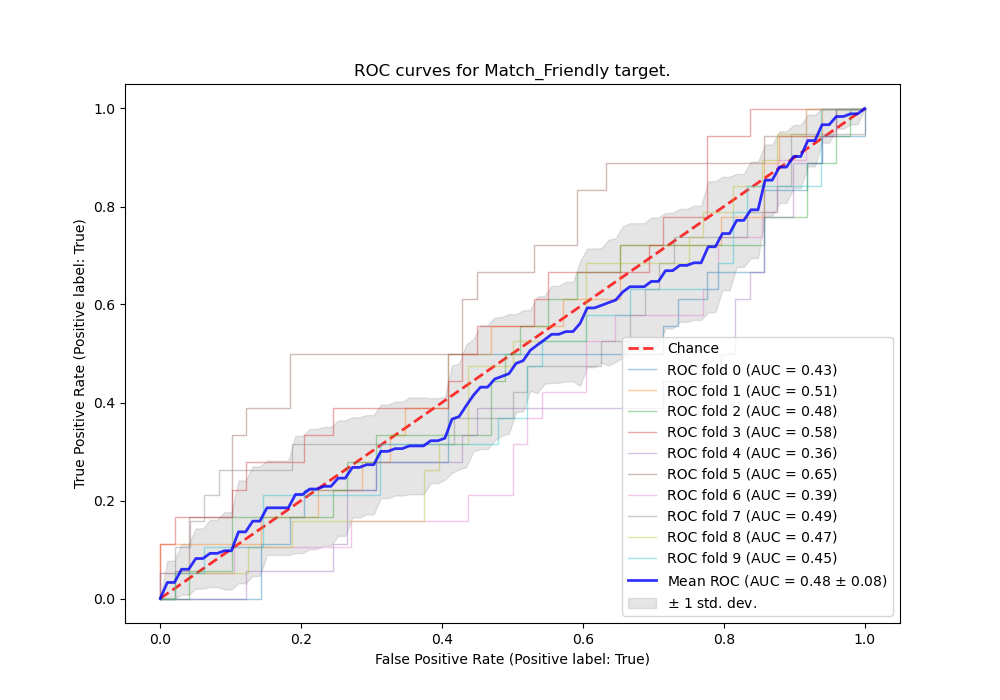 ROC curves for Match_Friendly target.
1.0
0.8
0.6
0.4
0.2
0.0
True Positive Rate (Positive label: True)
Chance
ROC fold 0 (AUC = 0.43)
ROC fold 1 (AUC = 0.51)
ROC fold 2 (AUC = 0.48)
ROC fold 3 (AUC = 0.58)
ROC fold 4 (AUC = 0.36)
ROC fold 5 (AUC = 0.65)
ROC fold 6 (AUC = 0.39)
ROC fold 7 (AUC = 0.49)
ROC fold 8 (AUC = 0.47)
ROC fold 9 (AUC = 0.45)
Mean ROC (AUC = 0.48 ± 0.08)
± 1 std. dev.
0.0 0.2 0.4 0.6 0.8 1.0
False Positive Rate (Positive label: True)